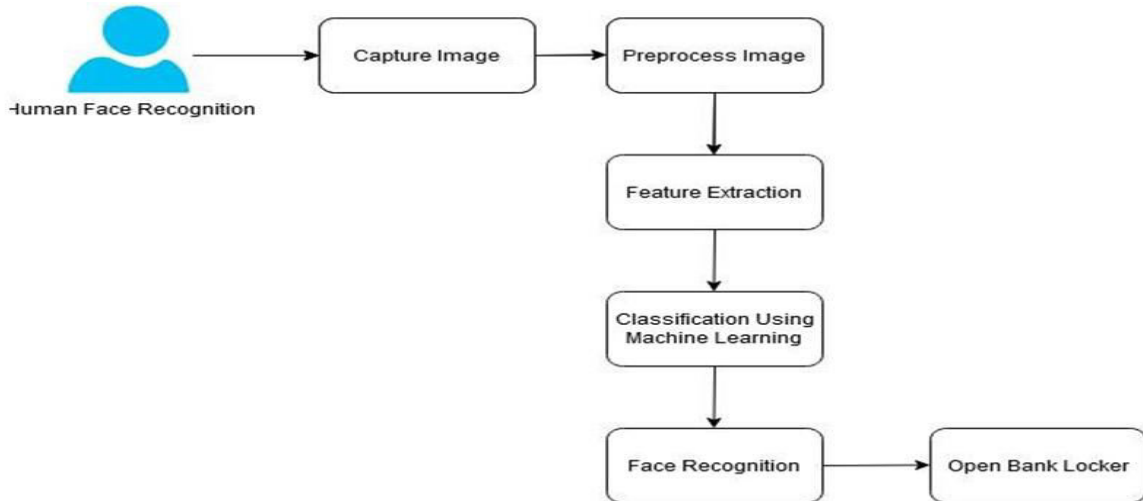 Capture Image
Preprocess Image
Human Face Recognition
Feature Extraction
Classification Using
Machine Learning
Face Recognition
Open Bank Locker